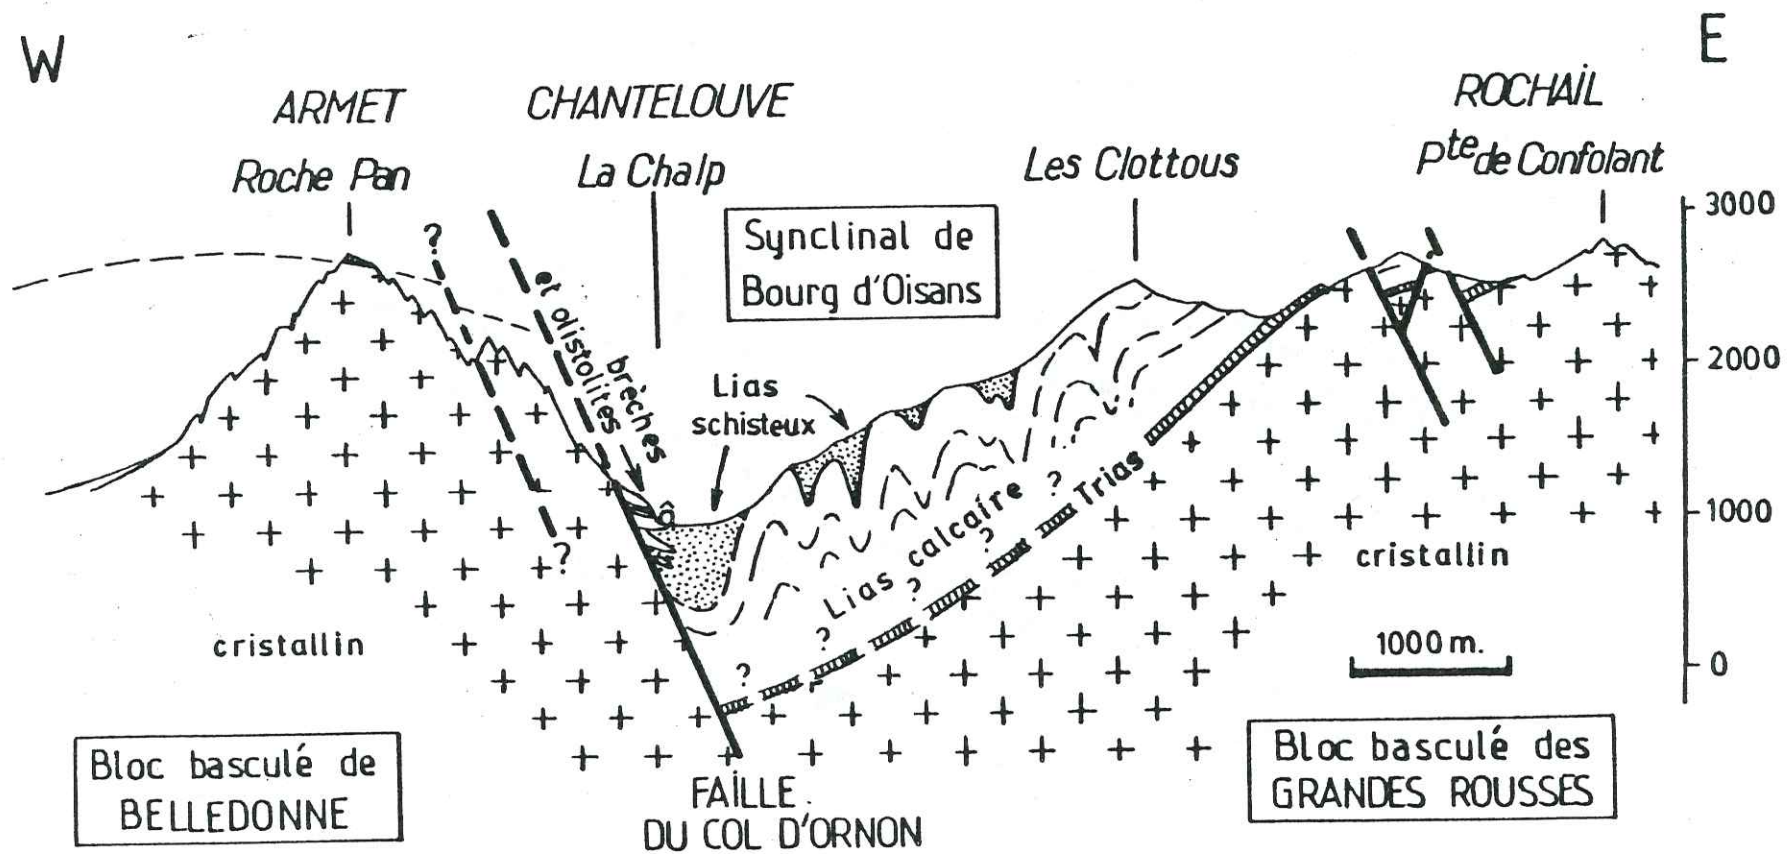 W
E
ARMET
Roche Pan
CHANTELOUVE
La Chalp
Les Clottous
ROCHAIL
Pte de Confolant
3000
2000
1000
0
Synclinal de
Bourg d'Oisans
?
brèches
et olistolites
Lias
schisteux
Lias calcaire
Trias
?
?
?
?
?
?
ô
cristallin
cristallin
1000 m.
Bloc basculé de
BELLEDONNE
FAILLE
DU COL D'ORNON
Bloc basculé des
GRANDES ROUSSES